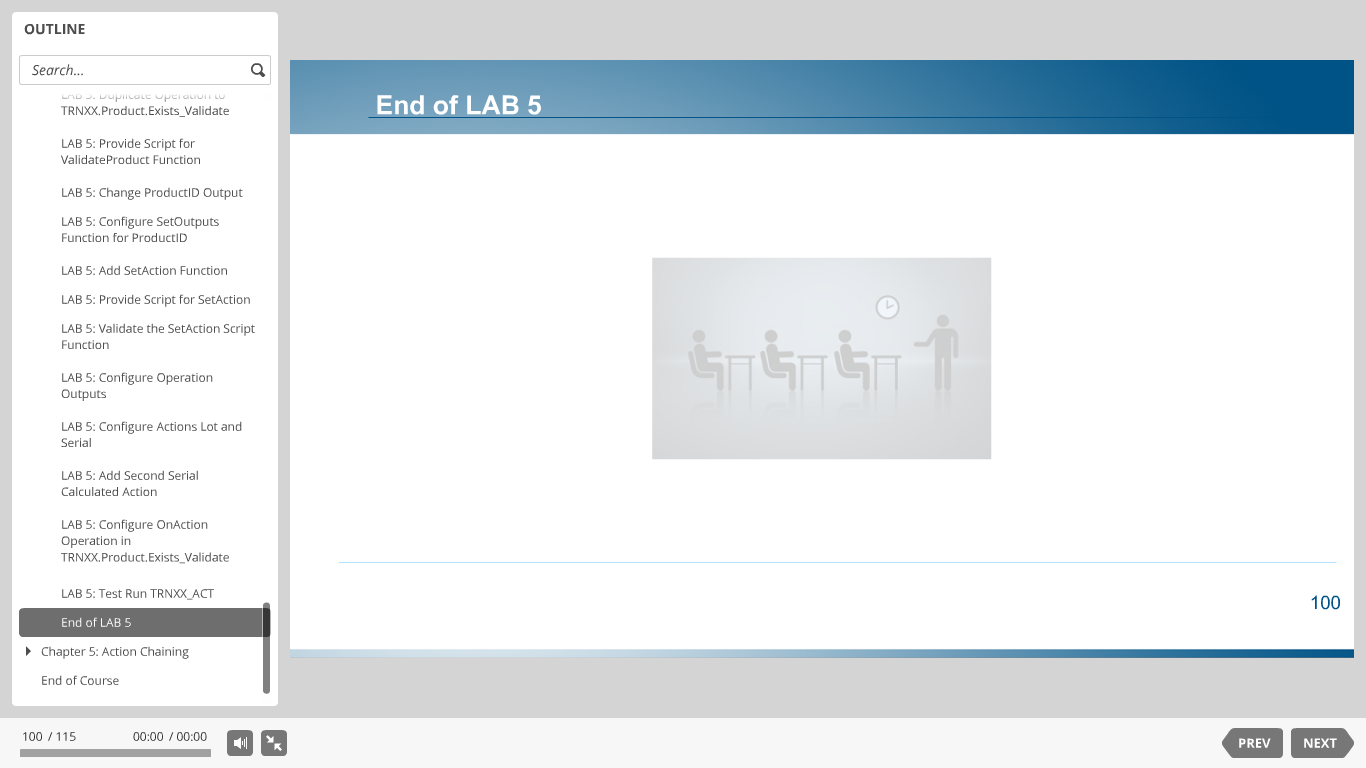 OUTLINE
Search...
LAB 5: Duplicate Operation to
TRNXX.Product.Exists_Validate
LAB 5: Provide Script for
ValidateProduct Function
LAB 5: Change ProductID Output
LAB 5: Configure SetOutputs
Function for ProductID
LAB 5: Add SetAction Function
LAB 5: Provide Script for SetAction
LAB 5: Validate the SetAction Script
Function
LAB 5: Configure Operation
Outputs
LAB 5: Configure Actions Lot and
Serial
LAB 5: Add Second Serial
Calculated Action
LAB 5: Configure OnAction
Operation in
TRNXX.Product.Exists_Validate
LAB 5: Test Run TRNXX_ACT
End of LAB 5
Chapter 5: Action Chaining
End of Course
End of LAB 5
100
100 / 115
00:00 / 00:00
PREV
NEXT